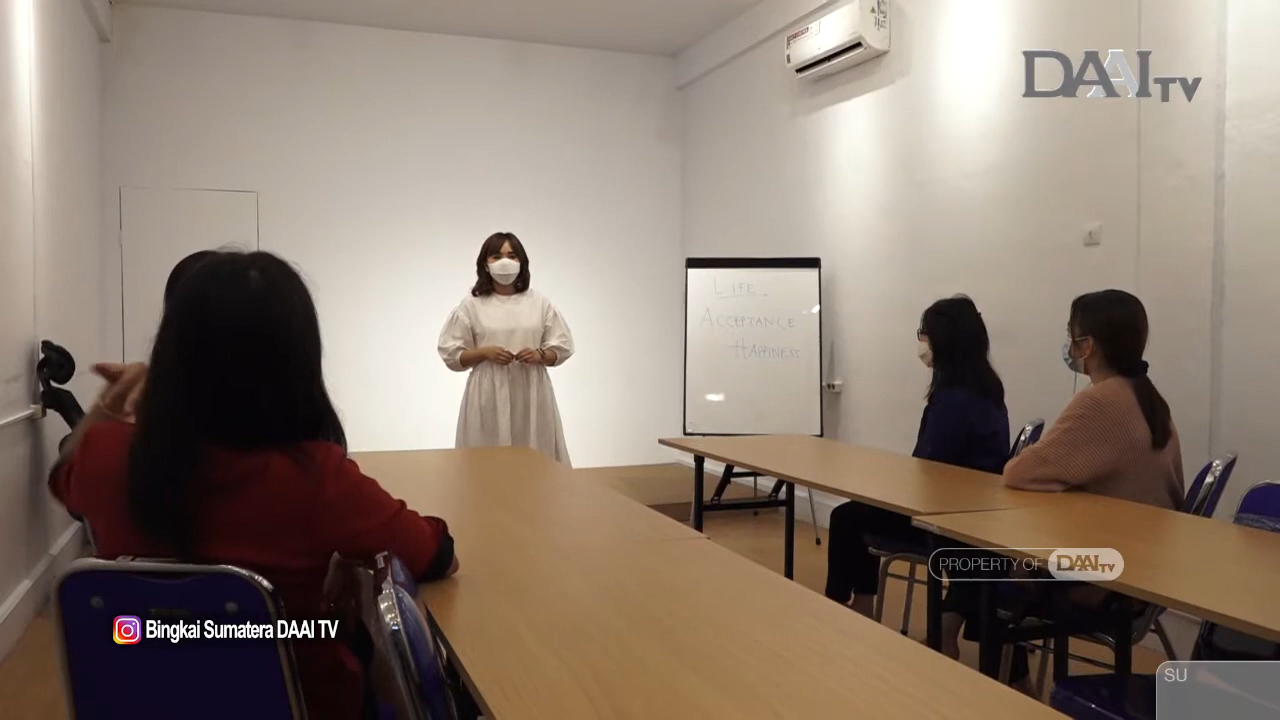 DAAI TV
LIFE
ACCEPTANCE
HAPPINESS
PROPERTY OF DAAI TV
Bingkai Sumatera DAAI TV
SU